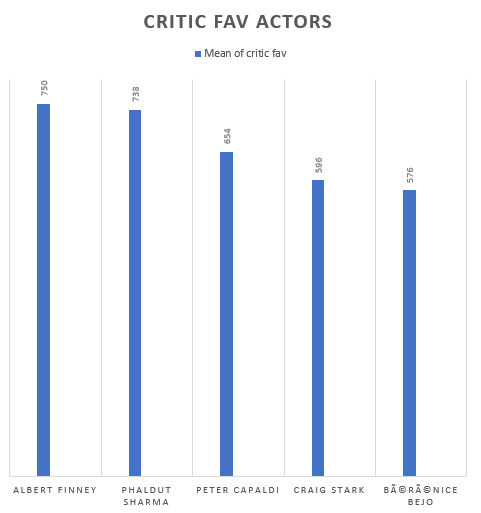 CRITIC FAV ACTORS
Mean of critic fav
750
738
654
596
576
ALBERT FINNEY
PHALDUT
SHARMA
PETER CAPALDI
CRAIG STARK
BÃ©RÃ©NICE
BEJO